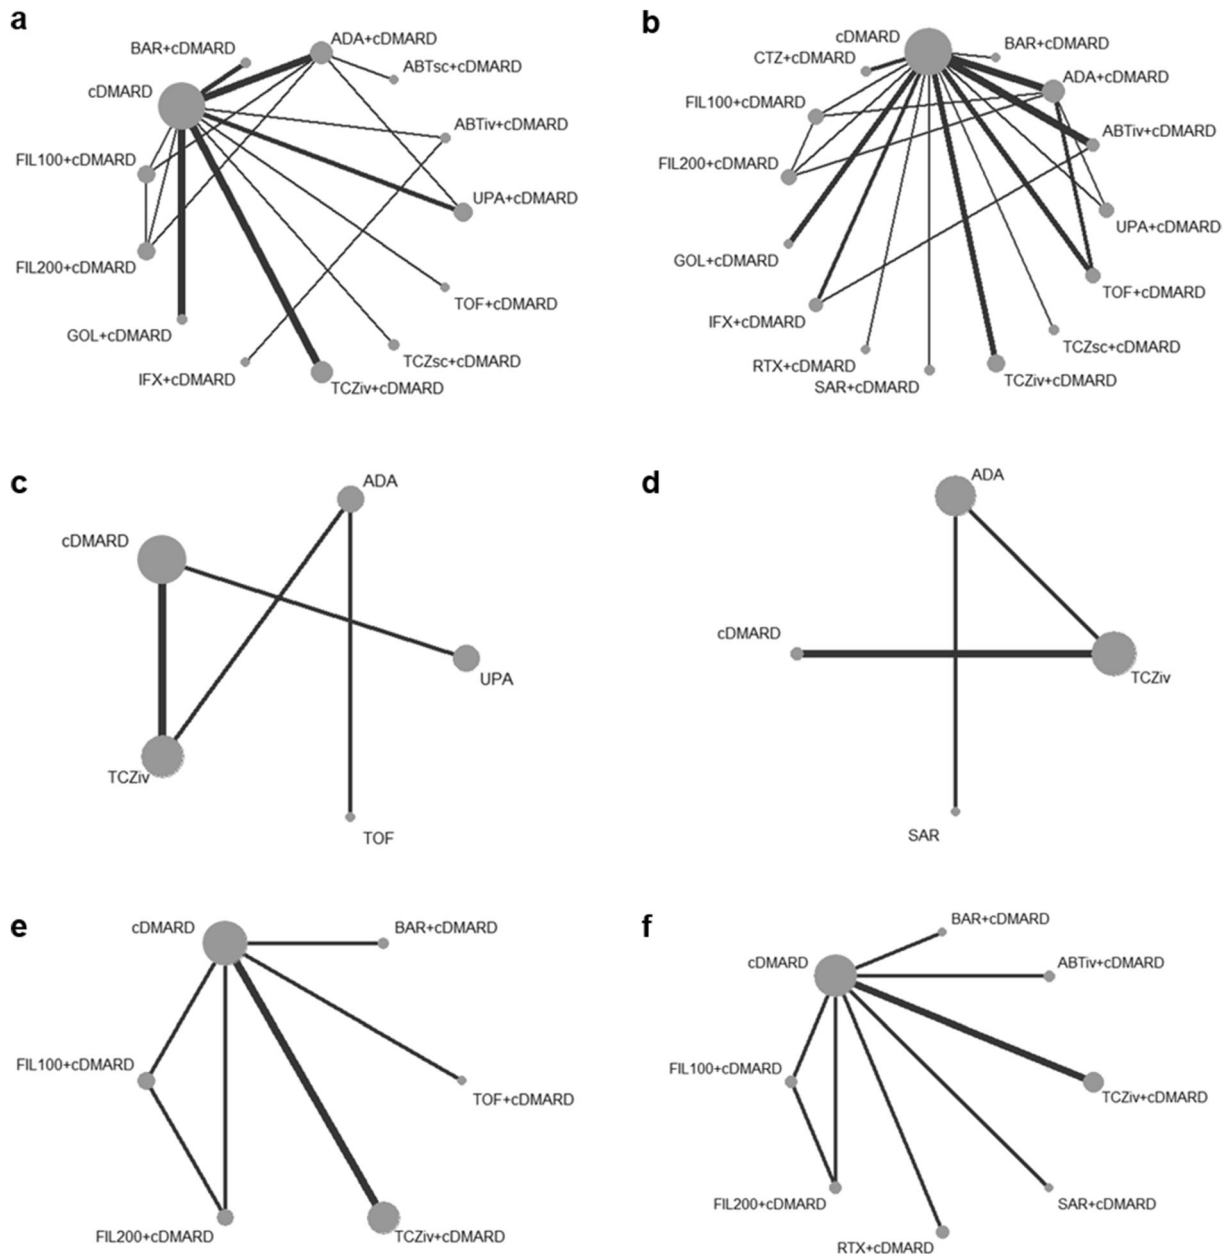 a
BAR+cDMARD
ADA+cDMARD
ABTsc+cDMARD
cDMARD
ABTiv+cDMARD
FIL100+cDMARD
UPA+cDMARD
FIL200+cDMARD
TOF+cDMARD
GOL+cDMARD
TCZsc+cDMARD
IFX+cDMARD
TCZiv+cDMARD
b
cDMARD
BAR+cDMARD
CTZ+cDMARD
ADA+cDMARD
FIL100+cDMARD
ABTiv+cDMARD
FIL200+cDMARD
UPA+cDMARD
GOL+cDMARD
TOF+cDMARD
IFX+cDMARD
TCZsc+cDMARD
RTX+cDMARD
TCZiv+cDMARD
SAR+cDMARD
c
ADA
cDMARD
UPA
TCZiv
TOF
d
ADA
cDMARD
TCZiv
SAR
e
cDMARD
BAR+cDMARD
FIL100+cDMARD
TOF+cDMARD
FIL200+cDMARD
TCZiv+cDMARD
f
BAR+cDMARD
cDMARD
ABTiv+cDMARD
FIL100+cDMARD
TCZiv+cDMARD
FIL200+cDMARD
SAR+cDMARD
RTX+cDMARD